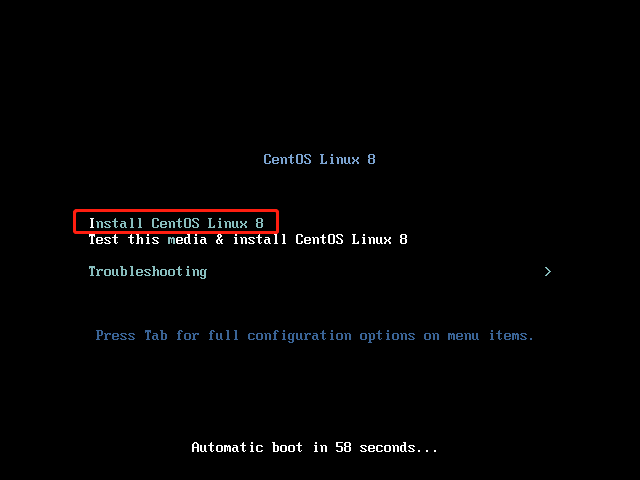 CentOS Linux 8
Install CentOS Linux 8
Test this media & install CentOS Linux 8
Troubleshooting >
Press Tab for full configuration options on menu items.
Automatic boot in 58 seconds...